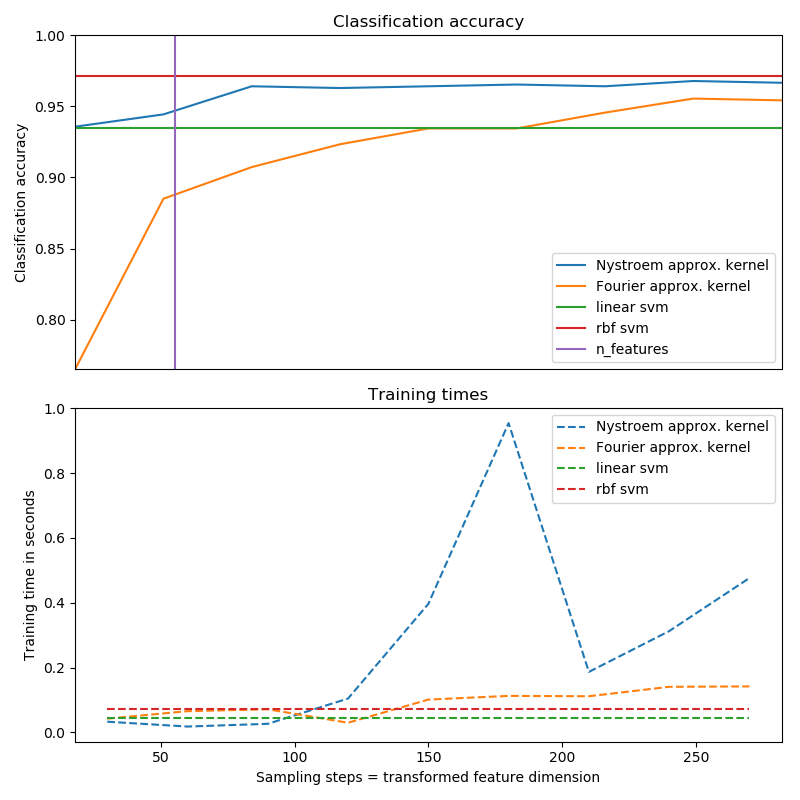 Classification accuracy
1.00
0.95
0.90
0.85
0.80
Classification accuracy
Nystroem approx. kernel
Fourier approx. kernel
linear svm
rbf svm
n_features
Training times
1.0
0.8
0.6
0.4
0.2
0.0
Training time in seconds
Nystroem approx. kernel
Fourier approx. kernel
linear svm
rbf svm
50
100
150
200
250
Sampling steps = transformed feature dimension